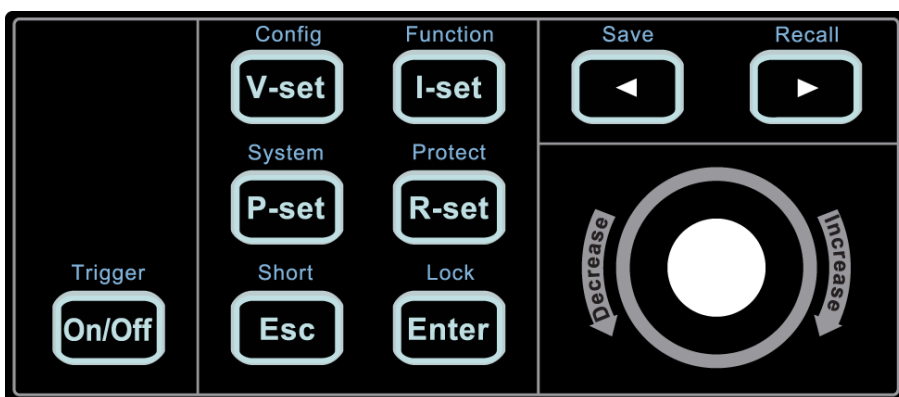 Config Function Save Recall
V-set I-set
System Protect
P-set R-set
Decrease Increase
Trigger Short Lock
On/Off Esc Enter